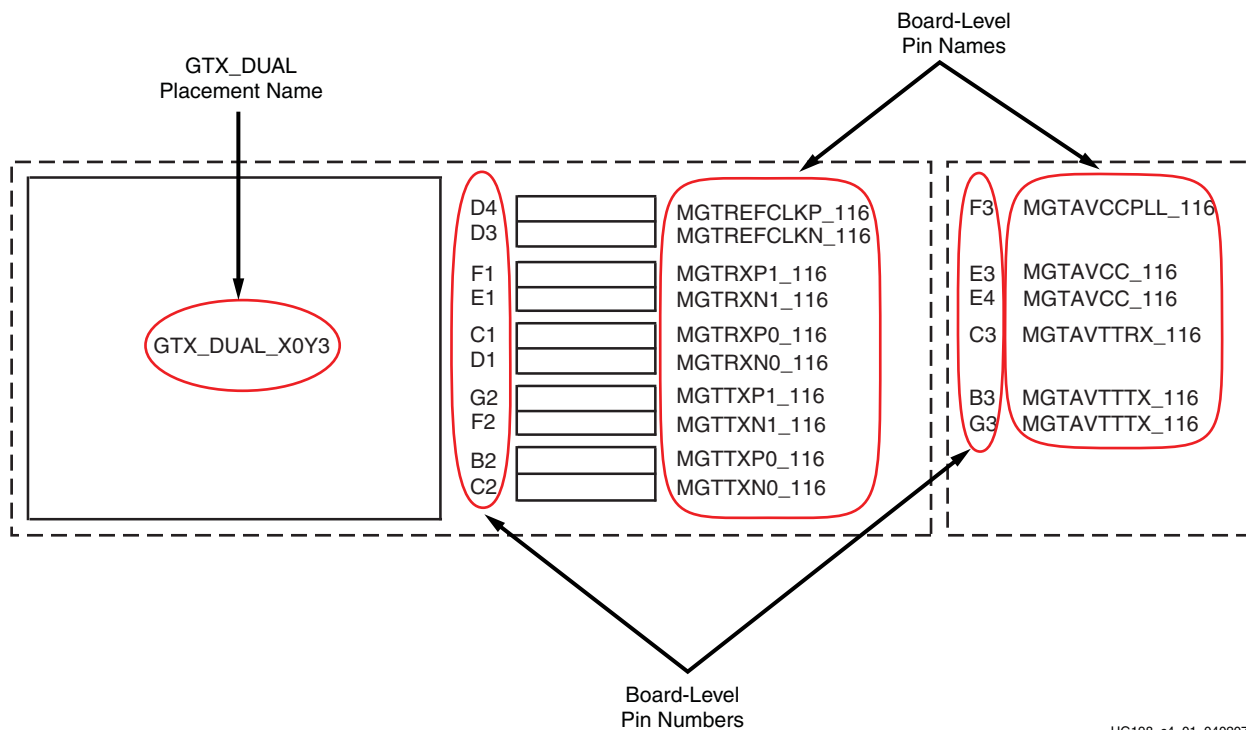 Board-Level
Pin Names
GTX_DUAL
Placement Name
GTX_DUAL_X0Y3
D4 MGTREFCLKP_116
D3 MGTREFCLKN_116
F1 MGTRXP1_116
E1 MGTRXN1_116
C1 MGTRXP0_116
D1 MGTRXN0_116
G2 MGTTXP1_116
F2 MGTTXN1_116
B2 MGTTXP0_116
C2 MGTTXN0_116
F3 MGTAVCCPLL_116
E3 MGTAVCC_116
E4 MGTAVCC_116
C3 MGTAVTTRX_116
B3 MGTAVTTTX_116
G3 MGTAVTTTX_116
Board-Level
Pin Numbers